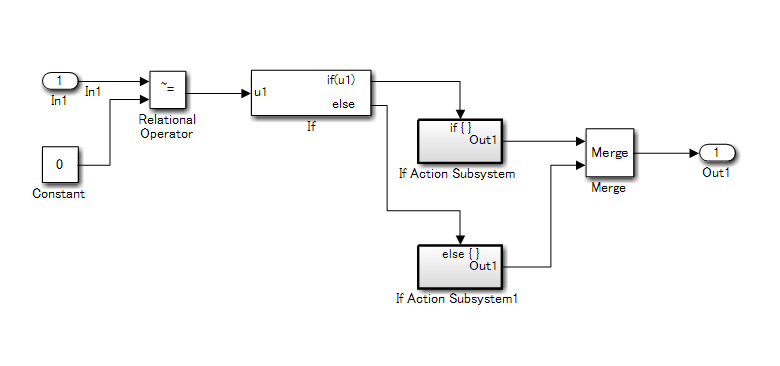 1
In1
In1
0
Constant
~=
Relational
Operator
u1
if(u1)
else
If
if { }
Out1
If Action Subsystem
else { }
Out1
If Action Subsystem1
Merge
Merge
1
Out1